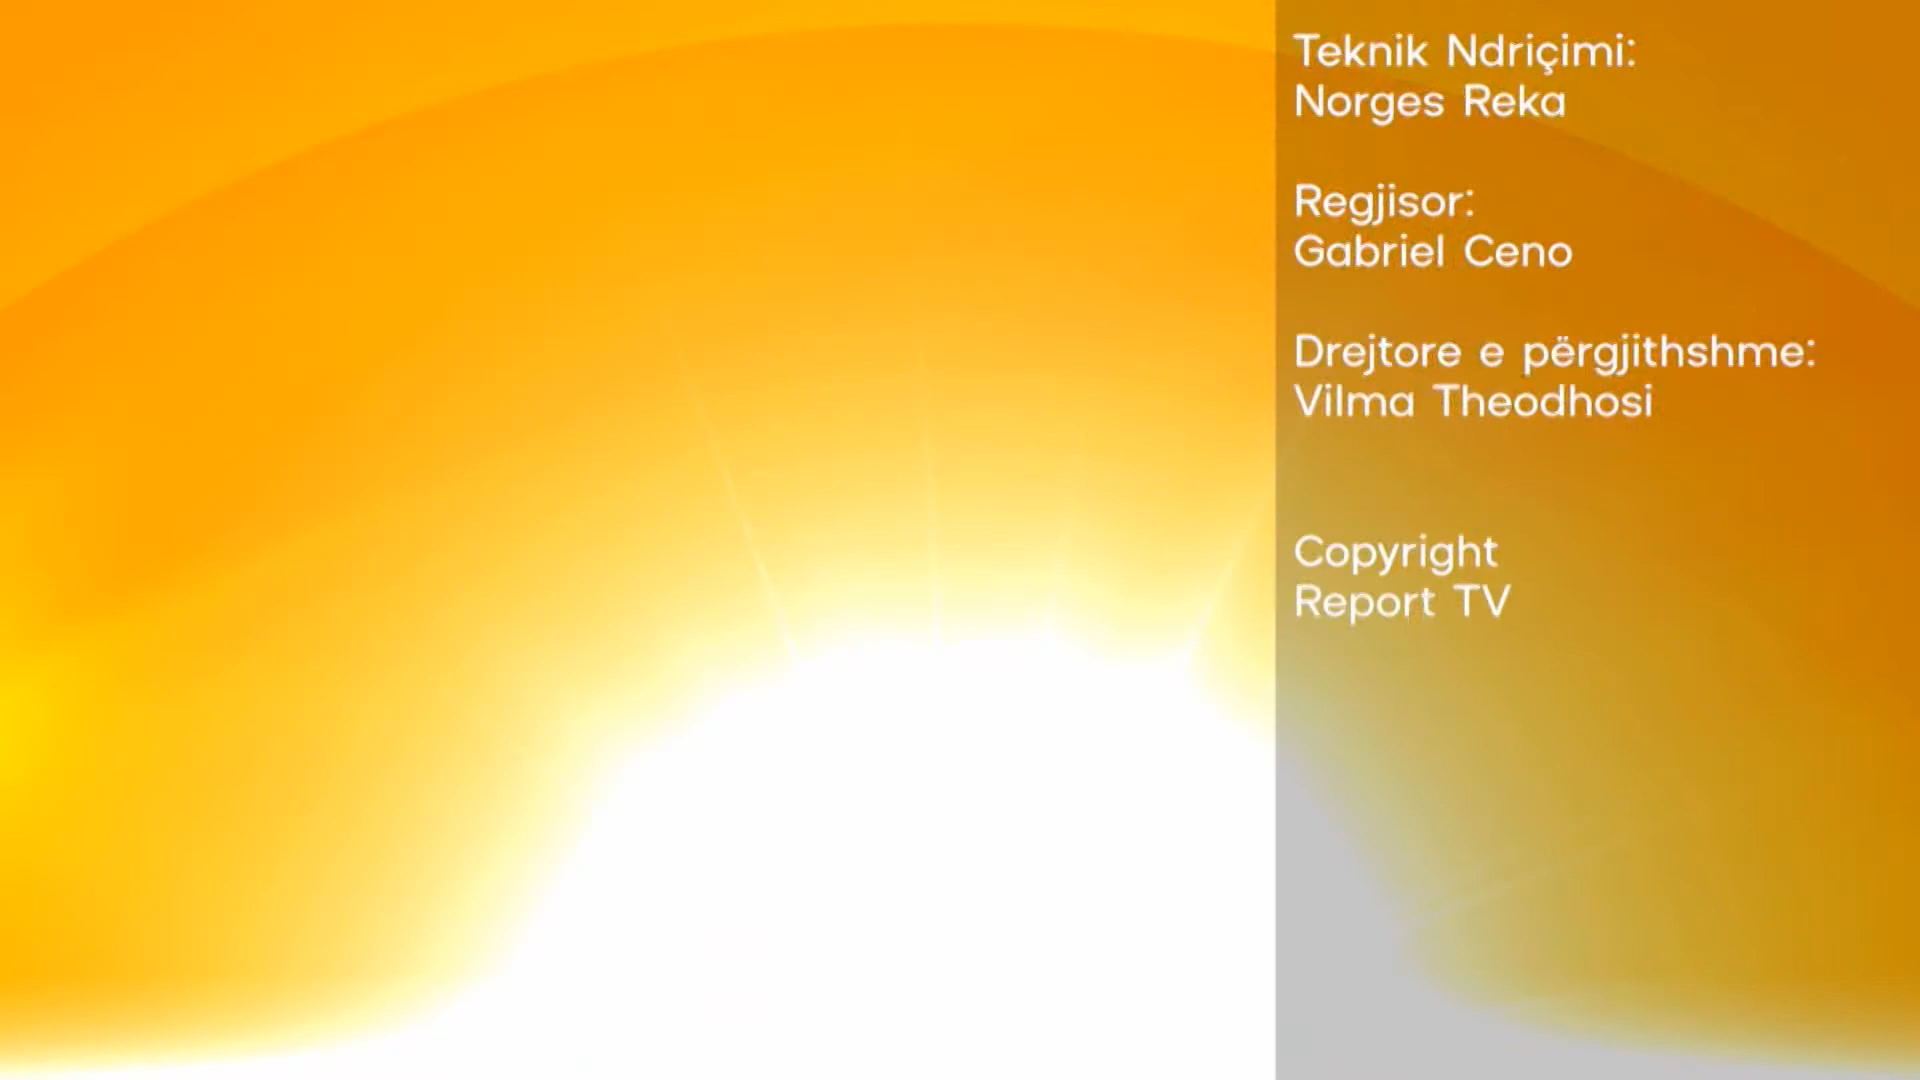 Teknik Ndriçimi:
Norges Reka
Regjisor:
Gabriel Ceno
Drejtore e përgjithshme:
Vilma Theodhosi
Copyright
Report TV